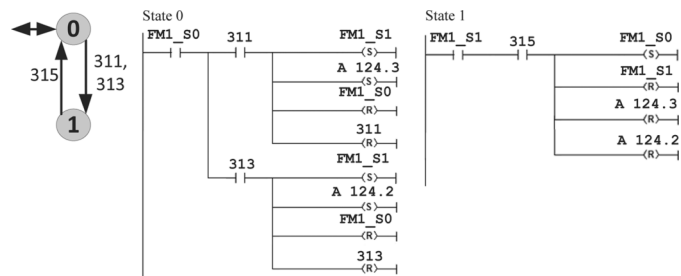 0
315
311,
313
1
State 0
FM1_S0
311
FM1_S1
(S)
A 124.3
(S)
FM1_S0
(R)
311
(R)
313
FM1_S1
(S)
A 124.2
(S)
FM1_S0
(R)
313
(R)
State 1
FM1_S1
315
FM1_S0
(S)
FM1_S1
(R)
A 124.3
(R)
A 124.2
(R)